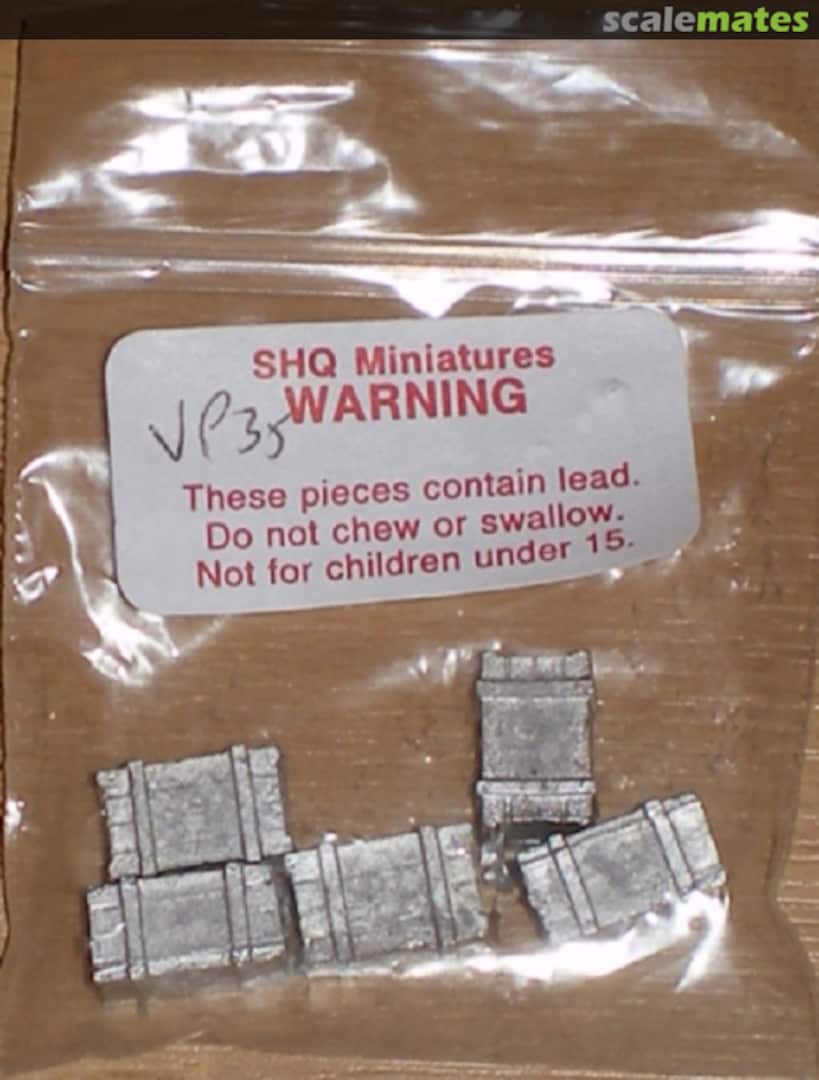 scalemates
SHQ Miniatures
WARNING
VP35
These pieces contain lead.
Do not chew or swallow.
Not for children under 15.